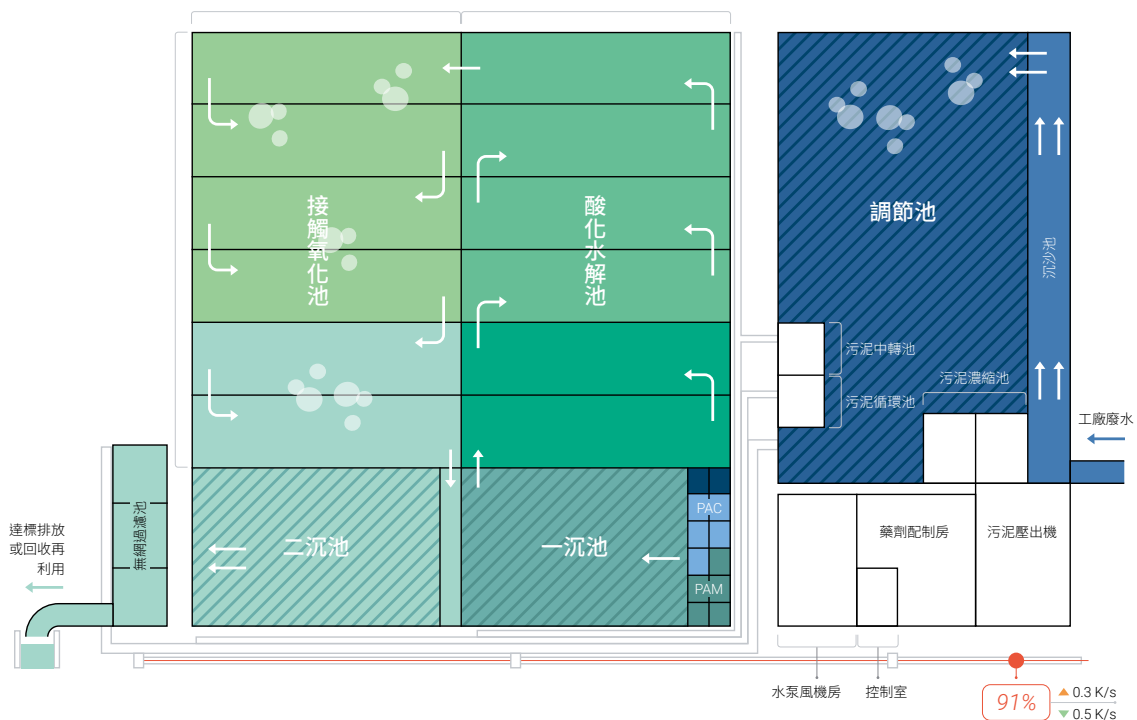 接觸氧化池
酸化水解池
調節池
沉沙池
污泥中轉池
污泥循環池
污泥濃縮池
工廠廢水
無網過濾池
達標排放
或回收再
利用
二沉池
一沉池
PAC
PAM
藥劑配制房
污泥壓出機
水泵風機房
控制室
91%
0.3 K/s
0.5 K/s